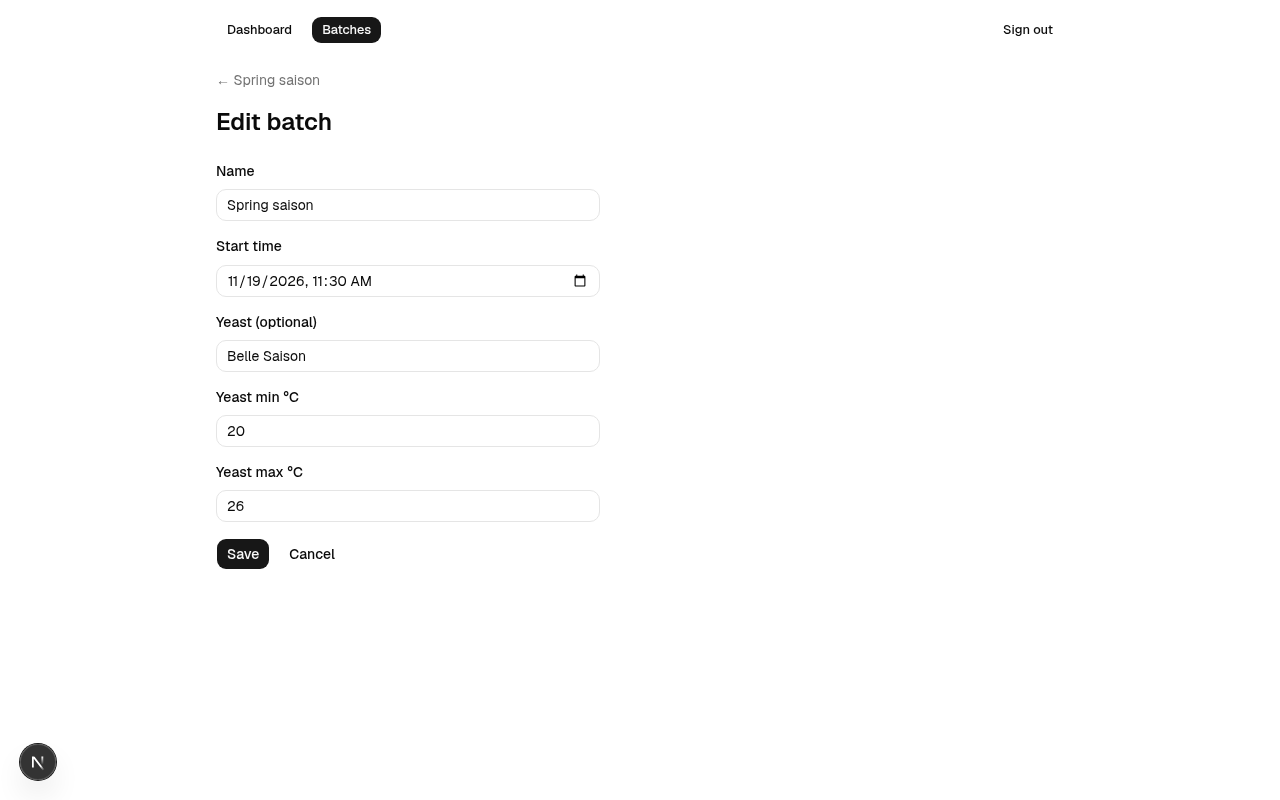 Dashboard Batches Sign out
← Spring saison
Edit batch
Name
Spring saison
Start time
11/19/2026, 11:30 AM
Yeast (optional)
Belle Saison
Yeast min °C
20
Yeast max °C
26
Save Cancel
N